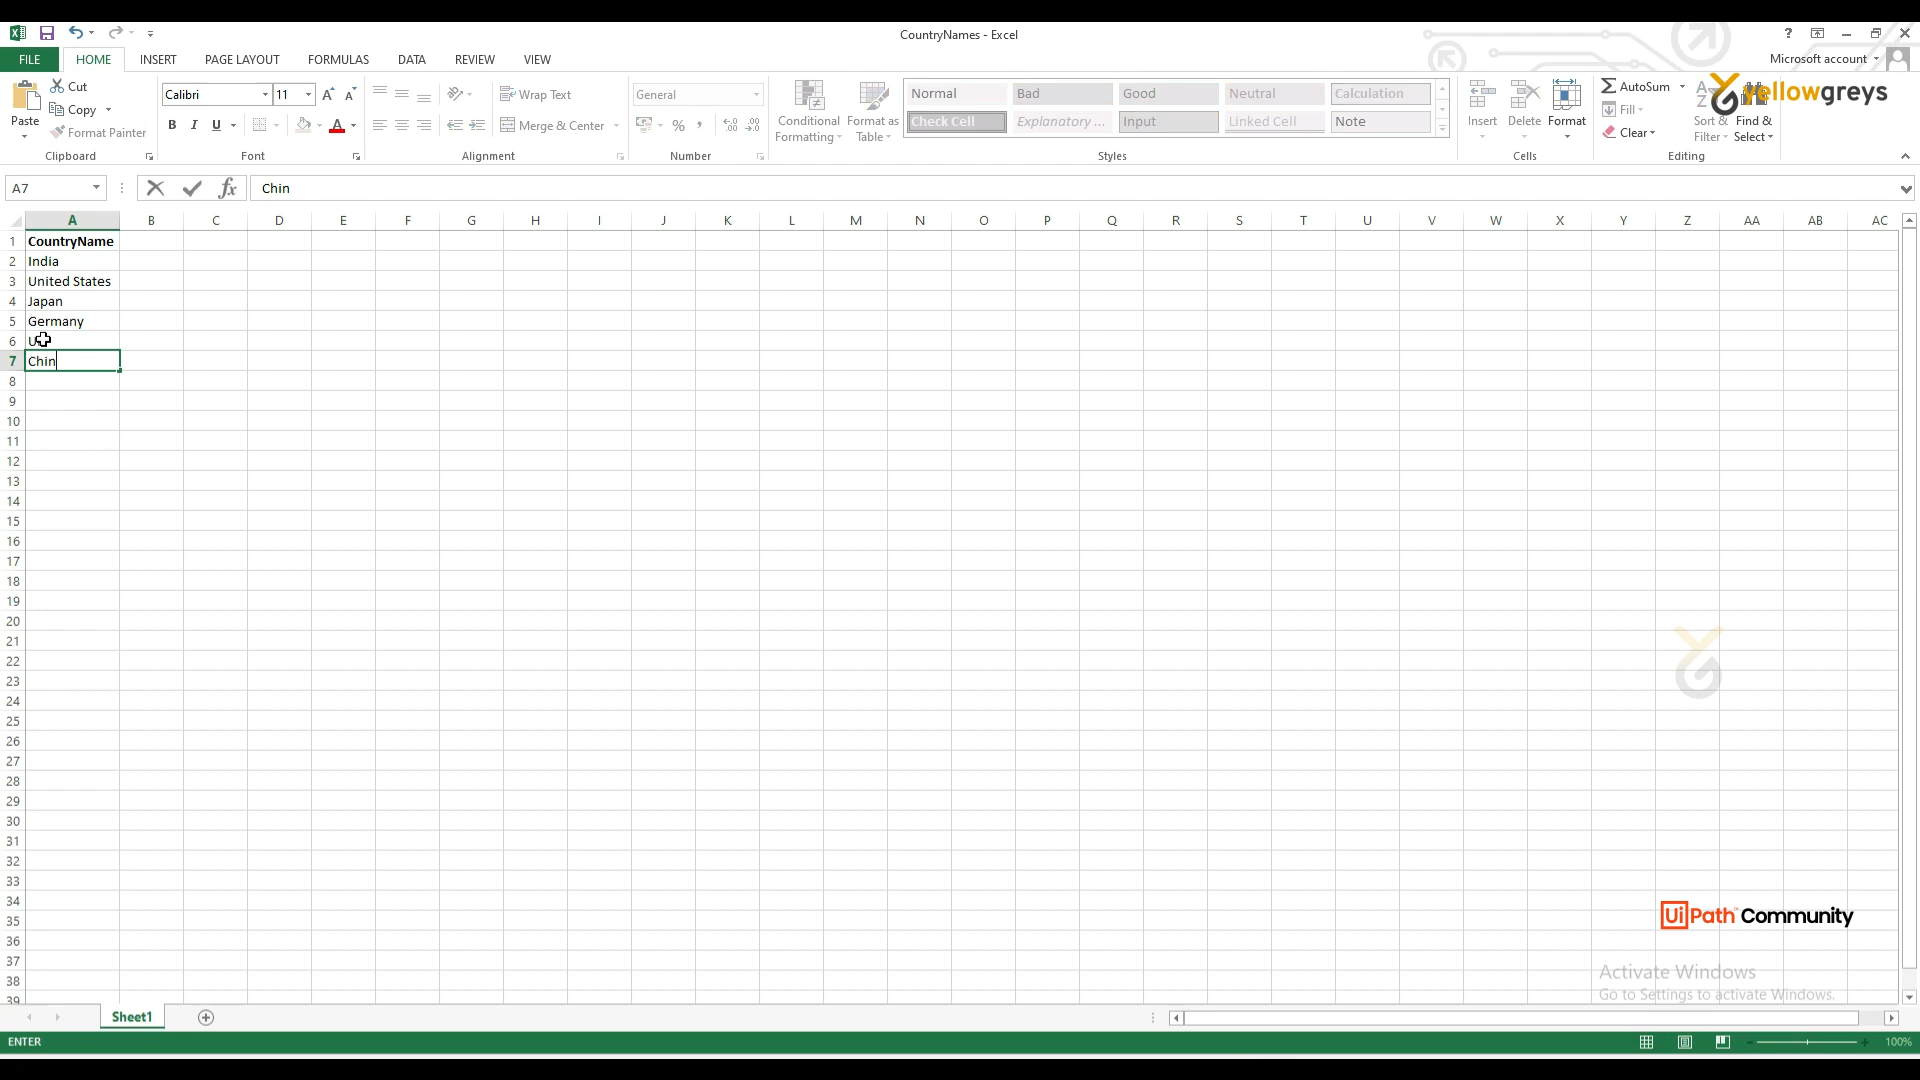 CountryNames - Excel
FILE HOME INSERT PAGE LAYOUT FORMULAS DATA REVIEW VIEW
Microsoft account
Yellowgreys
Paste
Cut
Copy
Format Painter
Clipboard
Calibri 11
B I U
Font
Wrap Text
Merge & Center
Alignment
General
Number
Conditional Formatting
Format as Table
Normal Bad Good Neutral Calculation
Check Cell Explanatory ... Input Linked Cell Note
Styles
Insert Delete Format
Cells
AutoSum
Fill
Clear
Sort & Filter
Find & Select
Editing
A7
fx
Chin
A B C D E F G H I J K L M N O P Q R S T U V W X Y Z AA AB AC
1 CountryName
2 India
3 United States
4 Japan
5 Germany
6
7 Chin
8
9
10
11
12
13
14
15
16
17
18
19
20
21
22
23
24
25
26
27
28
29
30
31
32
33
34
35
36
37
38
39
UiPath Community
Activate Windows
Go to Settings to activate Windows.
Sheet1
ENTER
100%